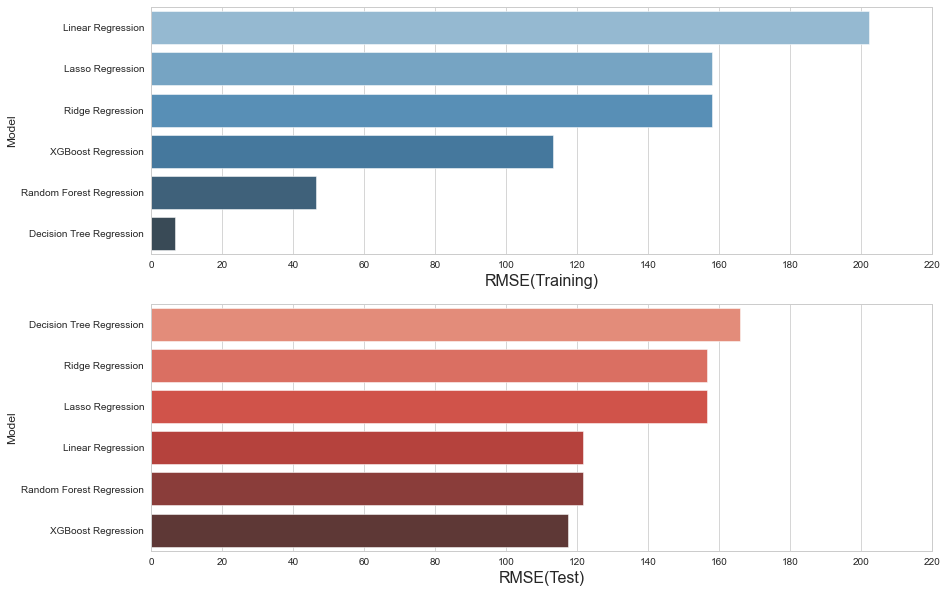 Model
Linear Regression
Lasso Regression
Ridge Regression
XGBoost Regression
Random Forest Regression
Decision Tree Regression
0 20 40 60 80 100 120 140 160 180 200 220
RMSE(Training)
Model
Decision Tree Regression
Ridge Regression
Lasso Regression
Linear Regression
Random Forest Regression
XGBoost Regression
0 20 40 60 80 100 120 140 160 180 200 220
RMSE(Test)